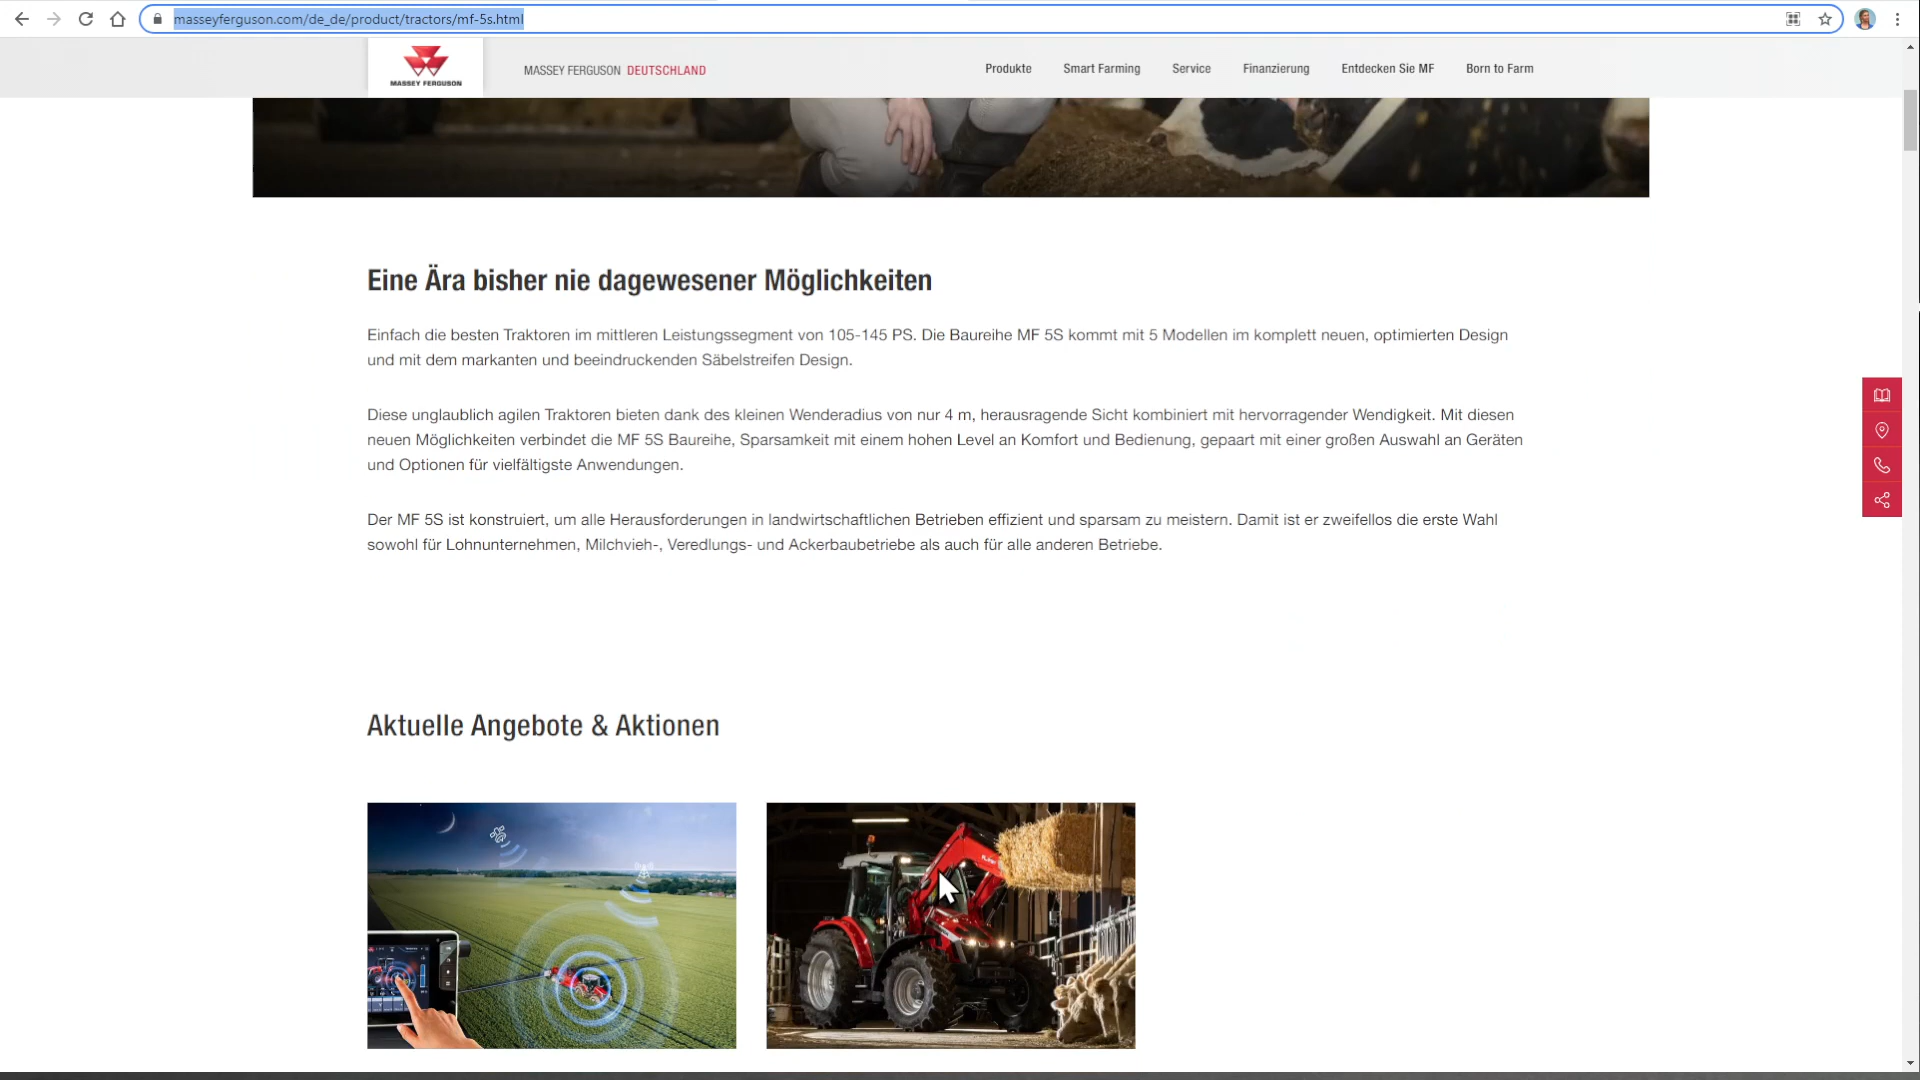 masseyferguson.com/de_de/product/tractors/mf-5s.html
MASSEY FERGUSON
MASSEY FERGUSON DEUTSCHLAND
Produkte
Smart Farming
Service
Finanzierung
Entdecken Sie MF
Born to Farm
Eine Ära bisher nie dagewesener Möglichkeiten
Einfach die besten Traktoren im mittleren Leistungssegment von 105-145 PS. Die Baureihe MF 5S kommt mit 5 Modellen im komplett neuen, optimierten Design
und mit dem markanten und beeindruckenden Säbelstreifen Design.
Diese unglaublich agilen Traktoren bieten dank des kleinen Wenderadius von nur 4 m, herausragende Sicht kombiniert mit hervorragender Wendigkeit. Mit diesen
neuen Möglichkeiten verbindet die MF 5S Baureihe, Sparsamkeit mit einem hohen Level an Komfort und Bedienung, gepaart mit einer großen Auswahl an Geräten
und Optionen für vielfältigste Anwendungen.
Der MF 5S ist konstruiert, um alle Herausforderungen in landwirtschaftlichen Betrieben effizient und sparsam zu meistern. Damit ist er zweifellos die erste Wahl
sowohl für Lohnunternehmen, Milchvieh-, Veredlungs- und Ackerbaubetriebe als auch für alle anderen Betriebe.
Aktuelle Angebote & Aktionen